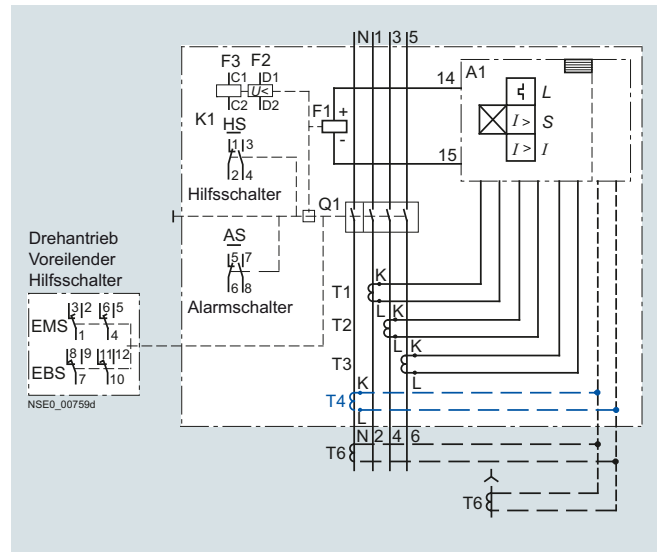 N 1 3 5
F3 F2
C1 D1
U<
C2 D2
K1
F1 +
-
14
A1
L
I > S
I > I
15
HS
1 3
2 4
Hilfsschalter
Q1
AS
5 7
6 8
Alarmschalter
Drehantrieb
Voreilender
Hilfsschalter
3 2 6 5
EMS
1 4
8 9 11 12
EBS
7 10
NSE0_00759d
K
T1
L K
T2
L K
T3
L
K
T4
L
N 2 4 6
T6
T6